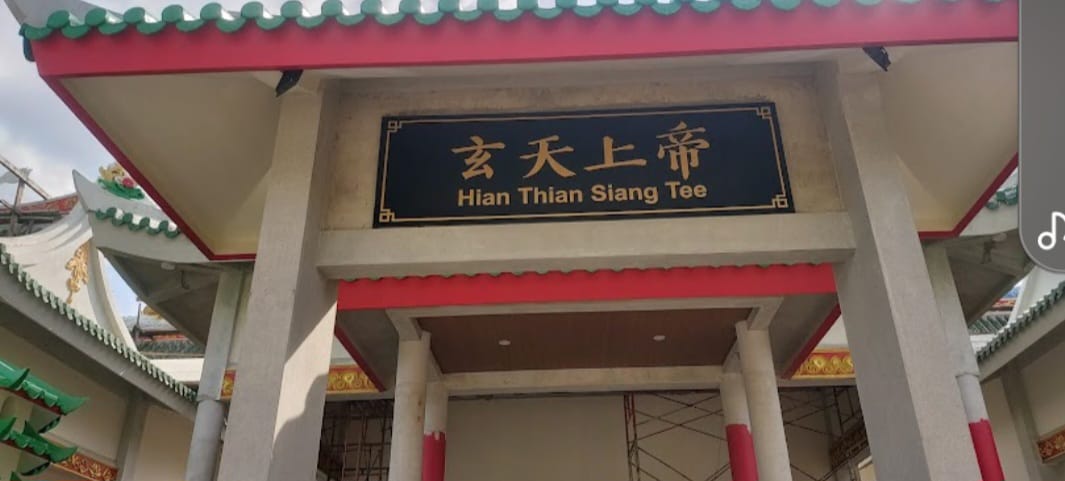 玄天上帝
Hian Thian Siang Tee